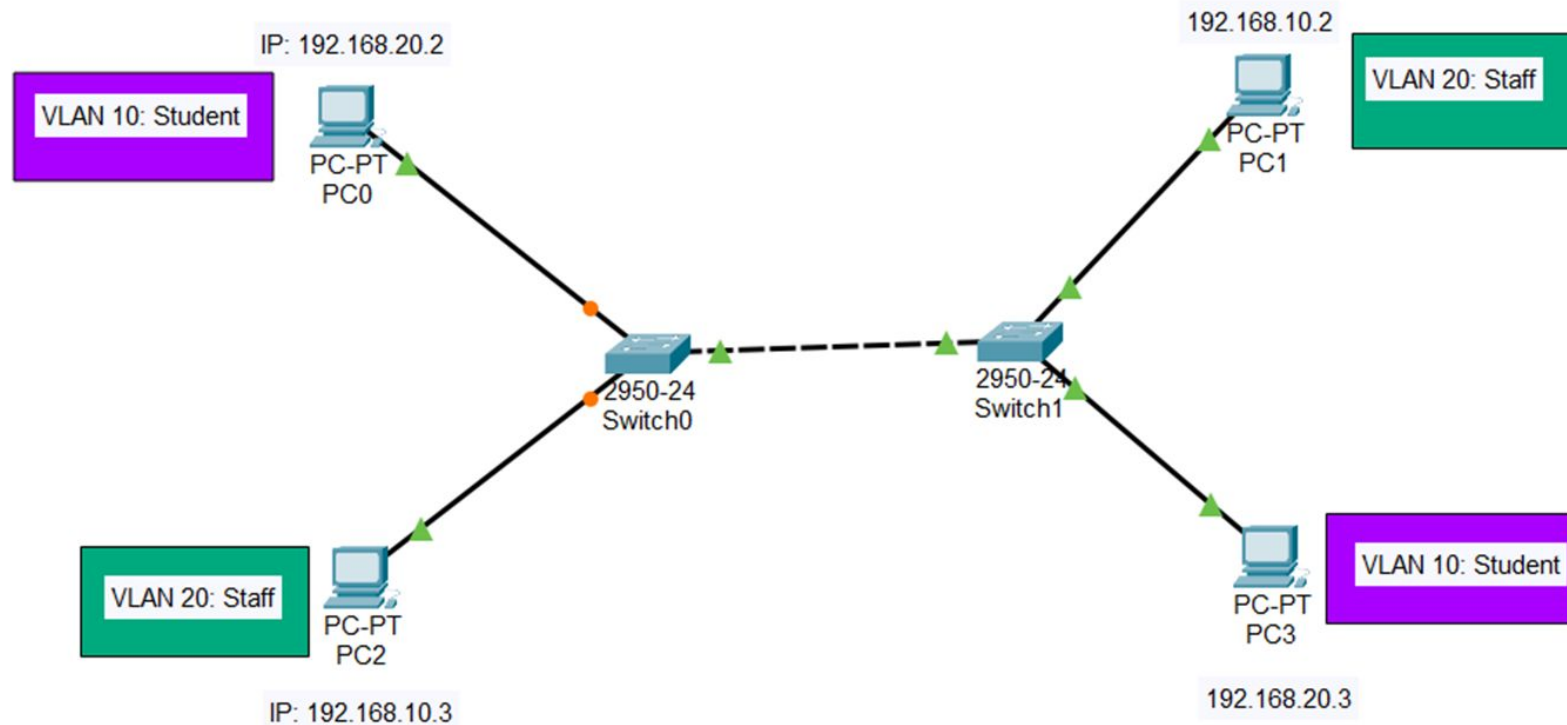 IP: 192.168.20.2
VLAN 10: Student
PC-PT
PC0
192.168.10.2
VLAN 20: Staff
PC-PT
PC1
2950-24
Switch0
2950-24
Switch1
VLAN 20: Staff
PC-PT
PC2
IP: 192.168.10.3
VLAN 10: Student
PC-PT
PC3
192.168.20.3